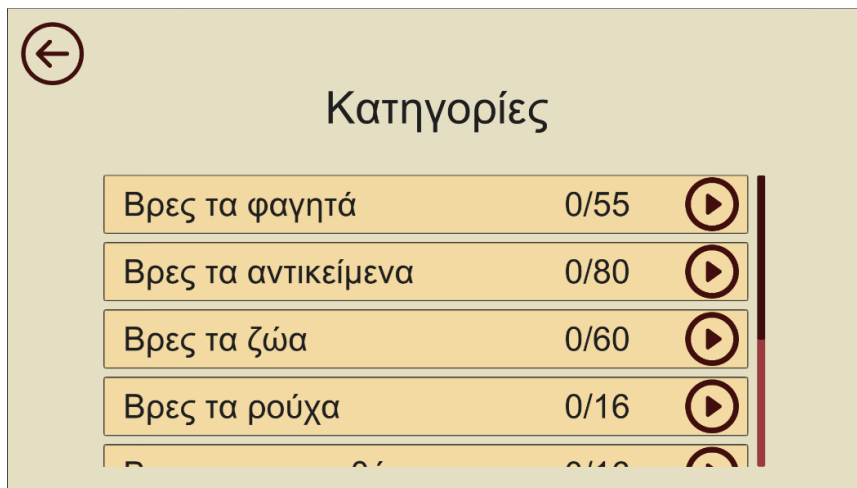 Κατηγορίες
Βρες τα φαγητά 0/55
Βρες τα αντικείμενα 0/80
Βρες τα ζώα 0/60
Βρες τα ρούχα 0/16